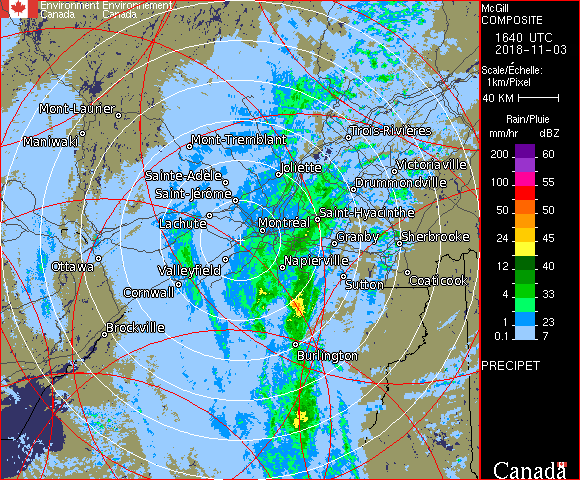 Environment Environnement
Canada Canada
McGill
COMPOSITE
1640 UTC
2018-11-03
Scale/Échelle:
1km/Pixel
40 KM
Rain/Pluie
mm/hr dBZ
200 60
100 55
50 50
24 45
12 40
4 33
1 23
0.1 7
PRECIPET
Canada
Mont-Laurier
Maniwaki
Mont-Tremblant
Trois-Rivières
Victoriaville
Joliette
Sainte-Adèle
Drummondville
Saint-Jérôme
Saint-Hyacinthe
Lachute
Montréal
Granby
Sherbrooke
Ottawa
Valleyfield
Napierville
Cornwall
Sutton
Coaticook
Brockville
Burlington